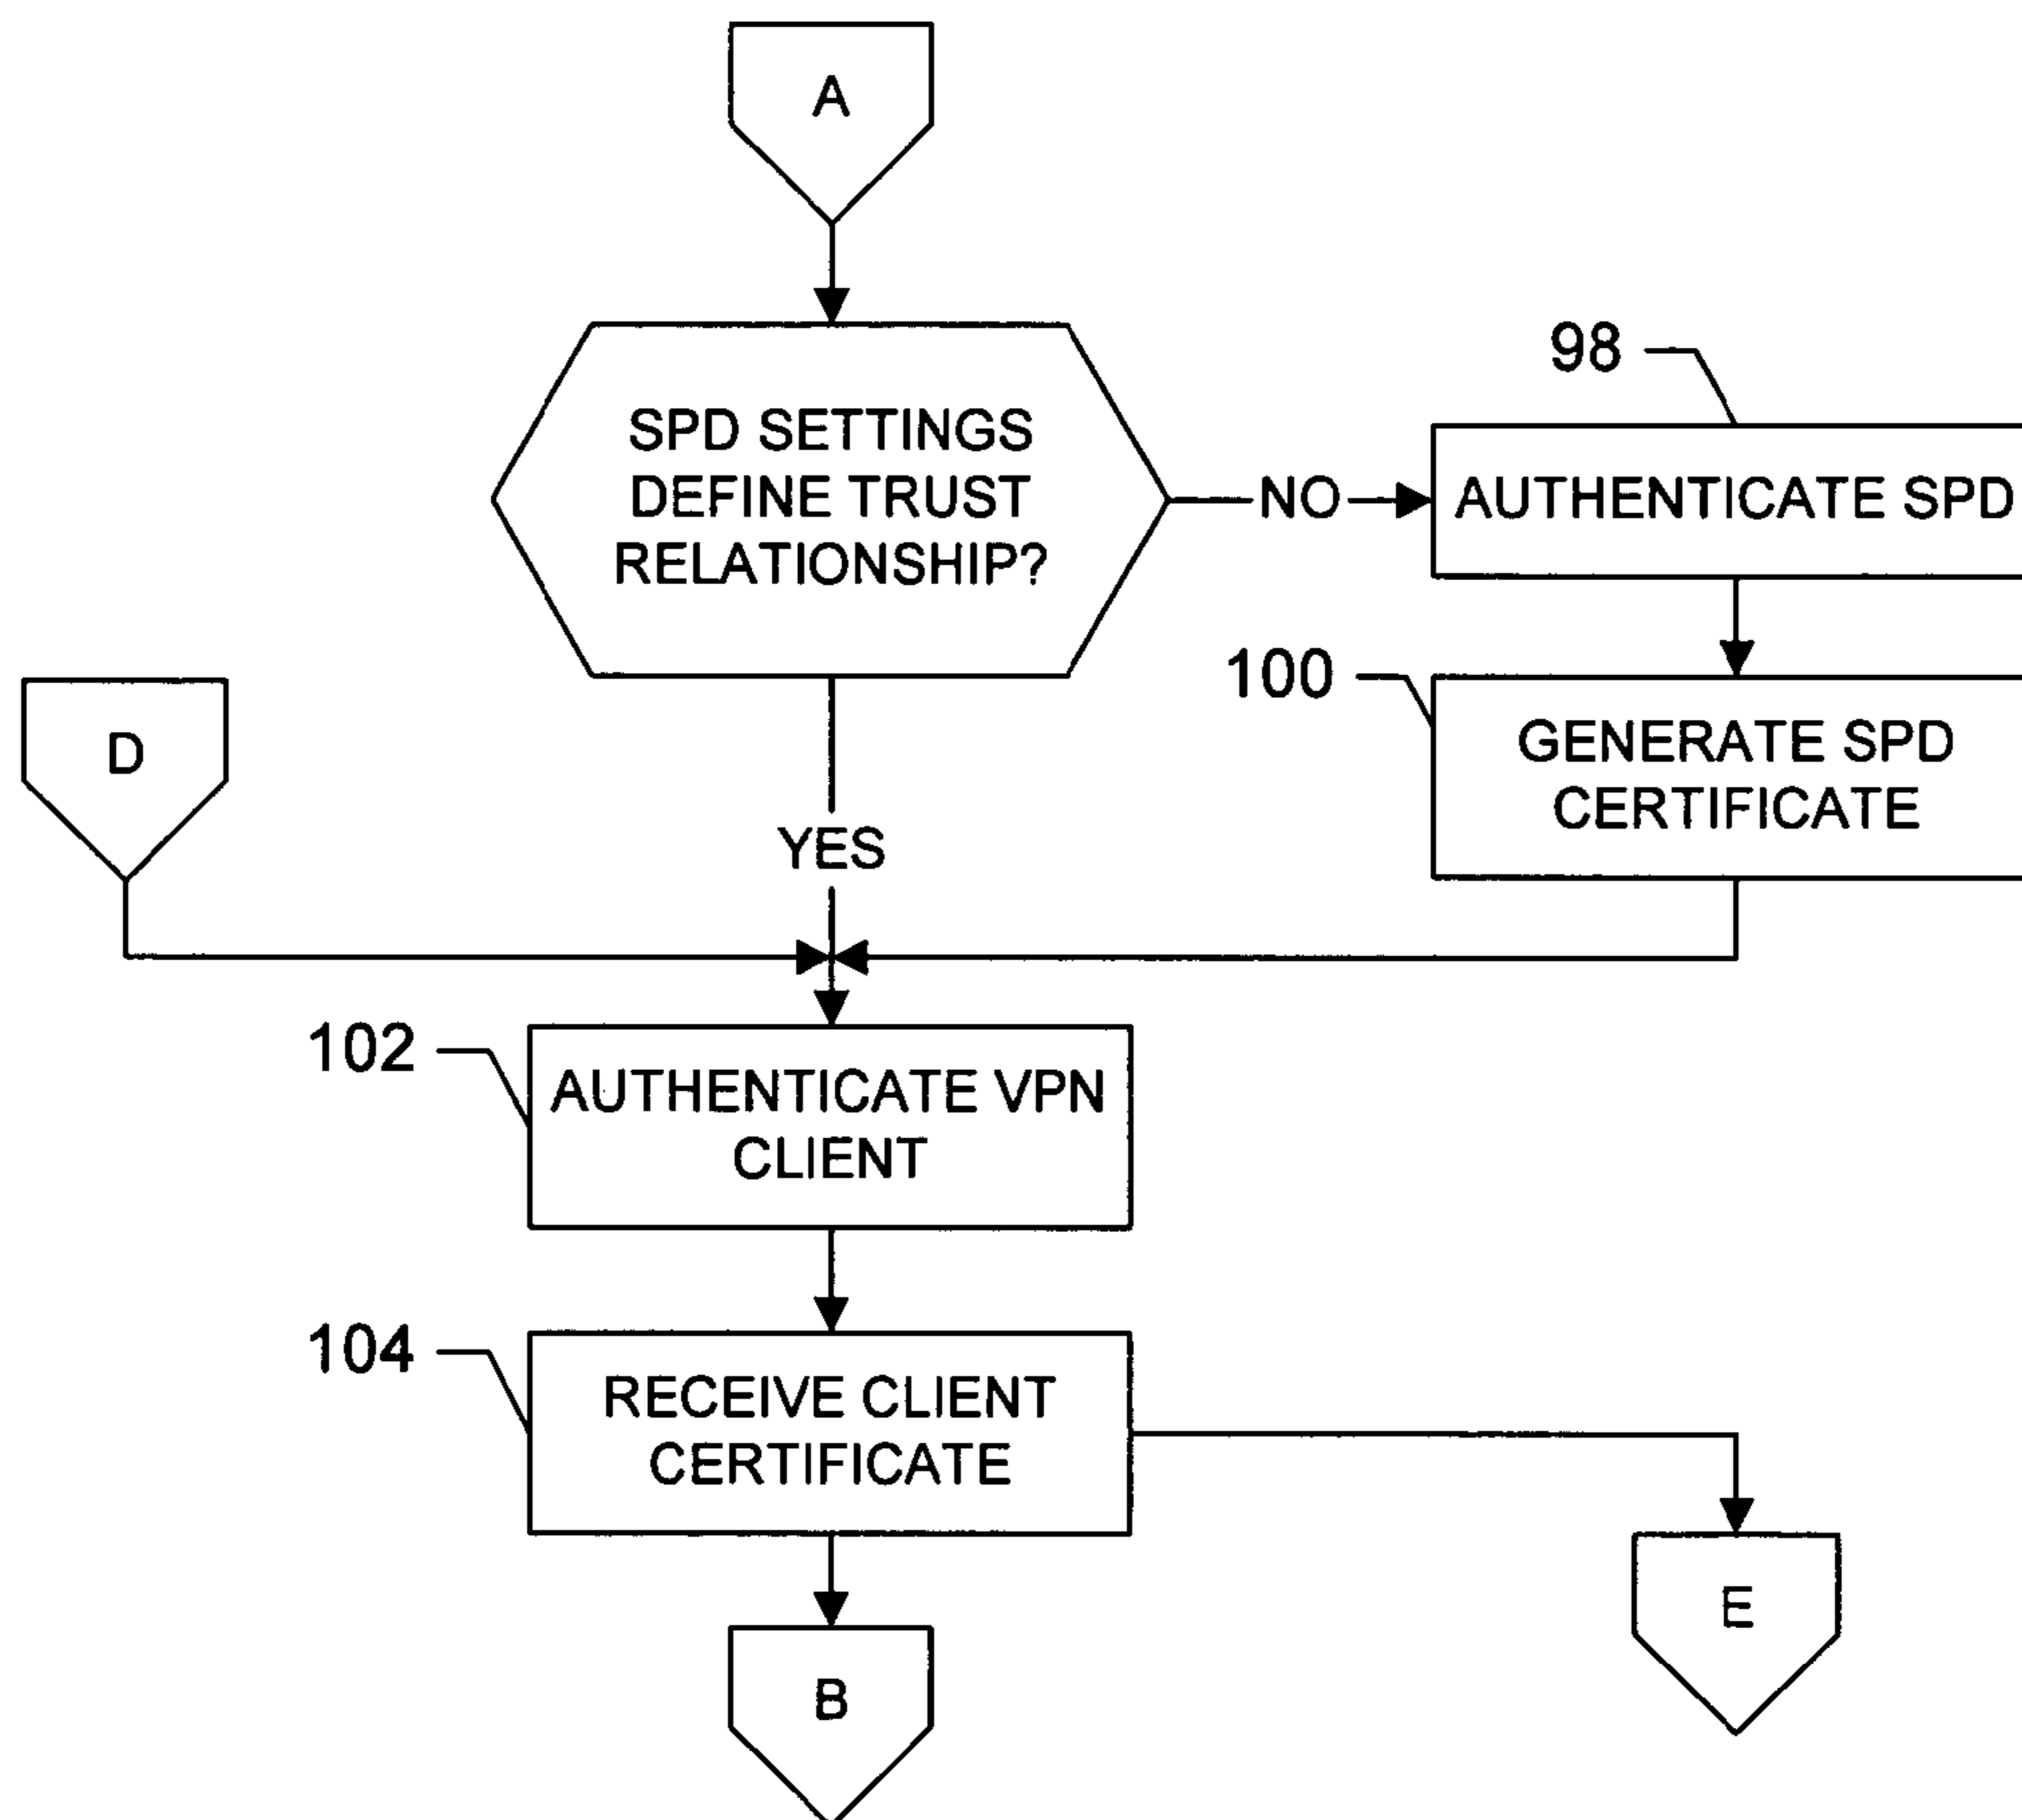 A
SPD SETTINGS
DEFINE TRUST
RELATIONSHIP?
NO
98
AUTHENTICATE SPD
100
GENERATE SPD
CERTIFICATE
D
YES
102
AUTHENTICATE VPN
CLIENT
104
RECEIVE CLIENT
CERTIFICATE
E
B